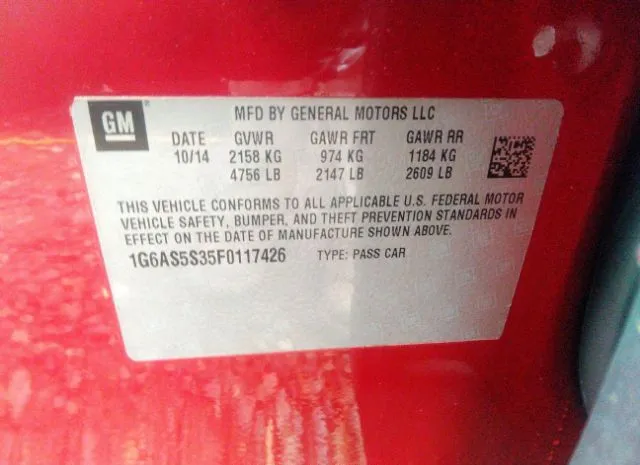 GM
MFD BY GENERAL MOTORS LLC
DATE GVWR GAWR FRT GAWR RR
10/14 2158 KG 974 KG 1184 KG
4756 LB 2147 LB 2609 LB
THIS VEHICLE CONFORMS TO ALL APPLICABLE U.S. FEDERAL MOTOR
VEHICLE SAFETY, BUMPER, AND THEFT PREVENTION STANDARDS IN
EFFECT ON THE DATE OF MANUFACTURE SHOWN ABOVE.
1G6AS5S35F0117426 TYPE: PASS CAR